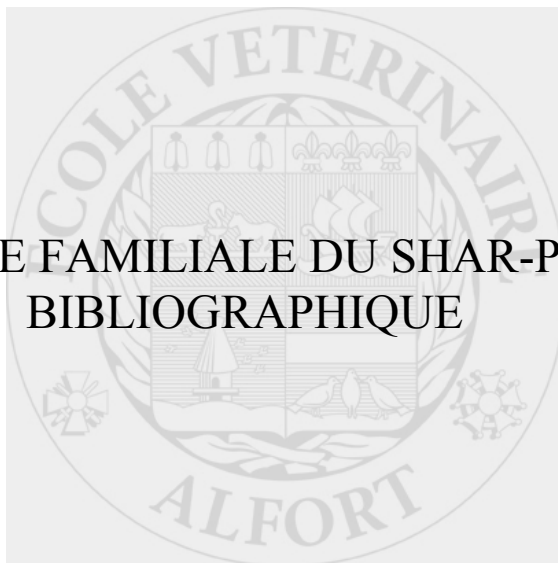 ECOLE VETERINAIRE
E FAMILIALE DU SHAR-P
BIBLIOGRAPHIQUE
ALFORT